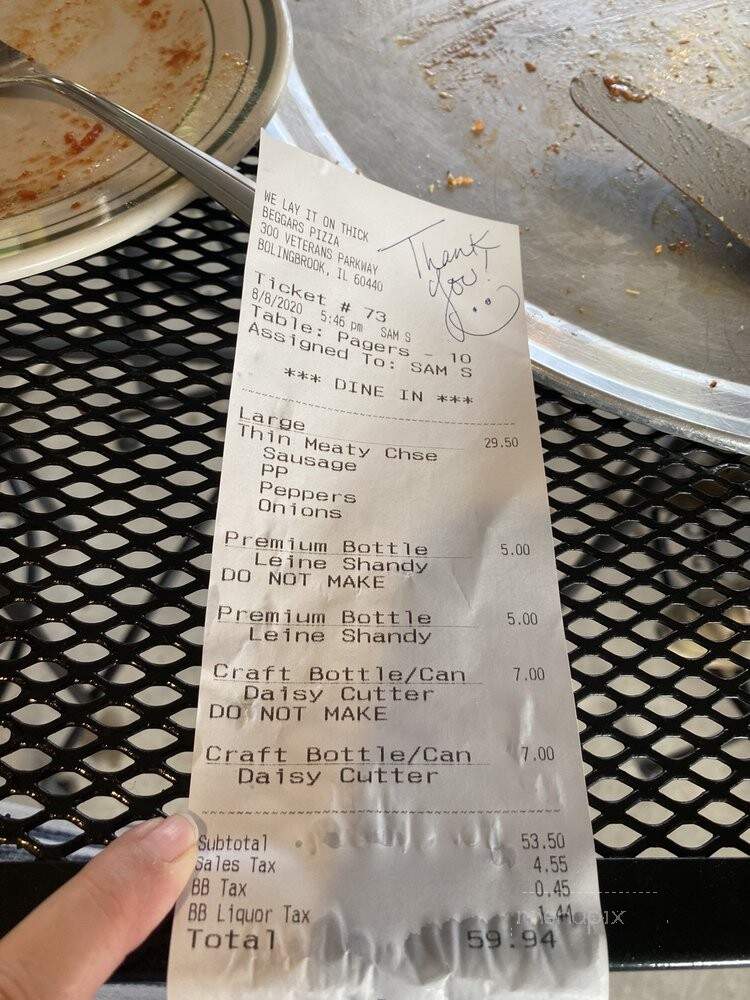 WE LAY IT ON THICK
BEGGARS PIZZA
300 VETERANS PARKWAY
BOLINGBROOK, IL 60440
Thank
You!
Ticket # 73
8/8/2020 5:46 pm SAM S
Table: Pagers - 10
Assigned To: SAM S
*** DINE IN ***
Large 29.50
Thin Meaty Chse
Sausage
PP
Peppers
Onions
Premium Bottle 5.00
Leine Shandy
DO NOT MAKE
Premium Bottle 5.00
Leine Shandy
Craft Bottle/Can 7.00
Daisy Cutter
DO NOT MAKE
Craft Bottle/Can 7.00
Daisy Cutter
Subtotal 53.50
Sales Tax 4.55
BB Tax 0.45
BB Liquor Tax 1.44
Total 59.94